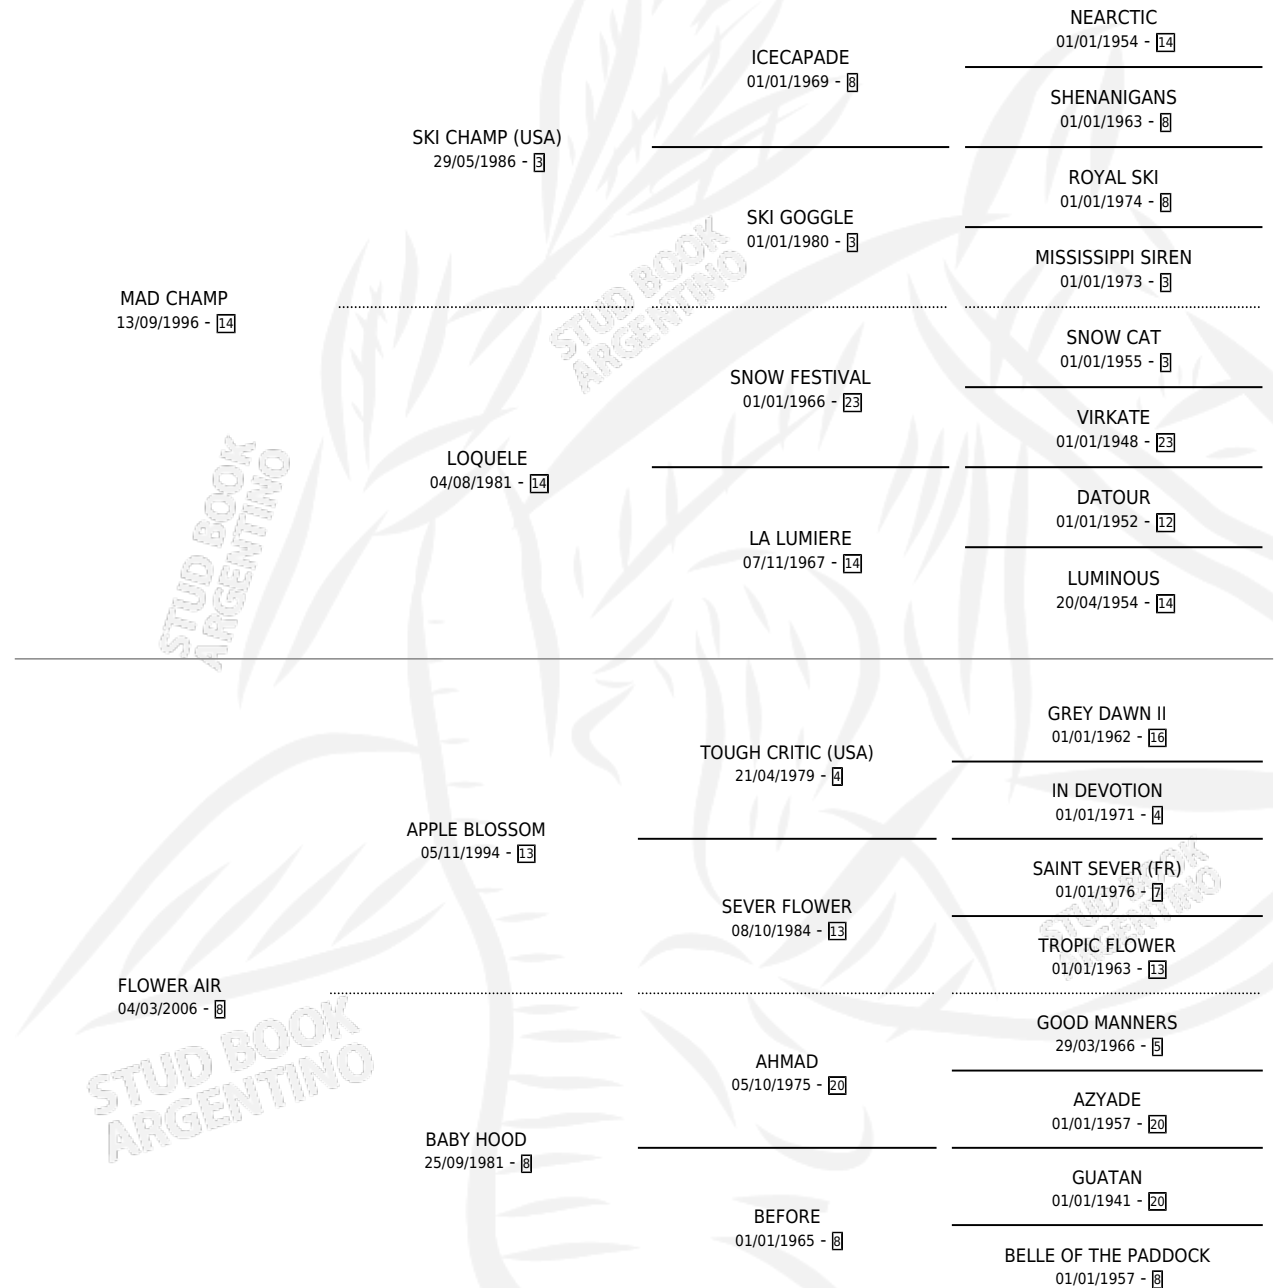 NEARCTIC
01/01/1954 - 14
ICECAPADE
01/01/1969 - 8
SHENANIGANS
01/01/1963 - 8
SKI CHAMP (USA)
29/05/1986 - 3
ROYAL SKI
01/01/1974 - 8
SKI GOGGLE
01/01/1980 - 3
MISSISSIPPI SIREN
01/01/1973 - 3
MAD CHAMP
13/09/1996 - 14
SNOW CAT
01/01/1955 - 3
SNOW FESTIVAL
01/01/1966 - 23
VIRKATE
01/01/1948 - 23
LOQUELE
04/08/1981 - 14
DATOUR
01/01/1952 - 12
LA LUMIERE
07/11/1967 - 14
LUMINOUS
20/04/1954 - 14
GREY DAWN II
01/01/1962 - 16
TOUGH CRITIC (USA)
21/04/1979 - 4
IN DEVOTION
01/01/1971 - 4
APPLE BLOSSOM
05/11/1994 - 13
SAINT SEVER (FR)
01/01/1976 - 7
SEVER FLOWER
08/10/1984 - 13
TROPIC FLOWER
01/01/1963 - 13
FLOWER AIR
04/03/2006 - 8
GOOD MANNERS
29/03/1966 - 5
AHMAD
05/10/1975 - 20
AZYADE
01/01/1957 - 20
BABY HOOD
25/09/1981 - 8
GUATAN
01/01/1941 - 20
BEFORE
01/01/1965 - 8
BELLE OF THE PADDOCK
01/01/1957 - 8
STUD BOOK
ARGENTINO
STUD BOOK
ARGENTINO
STUD BOOK
ARGENTINO
STUD BOOK
ARGENTINO